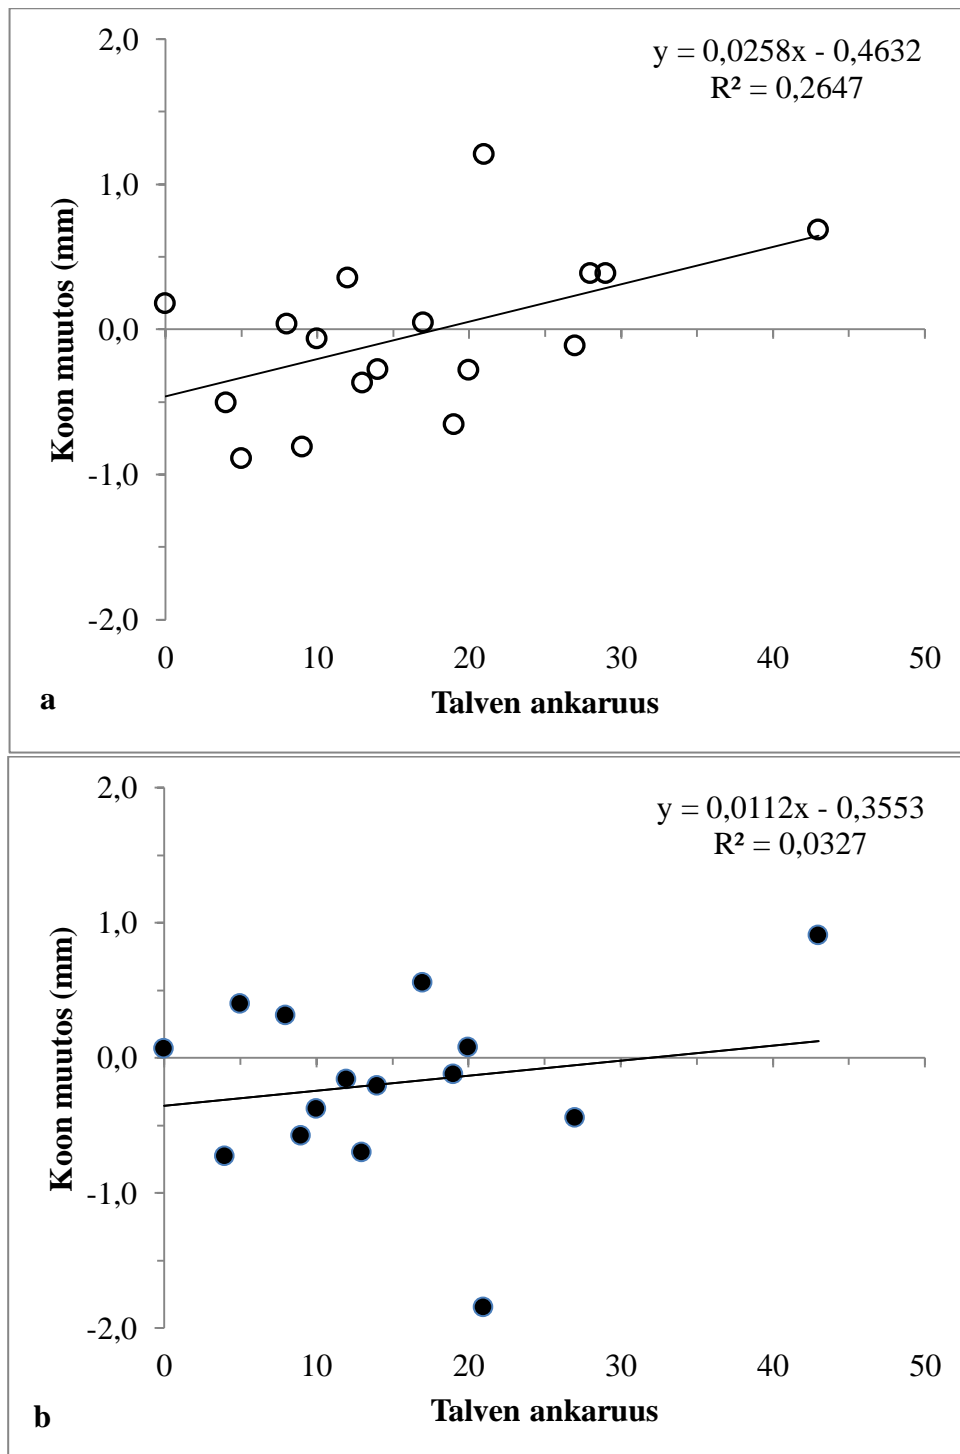 2,0
y = 0,0258x - 0,4632
R² = 0,2647
1,0
0,0
-1,0
-2,0
Koon muutos (mm)
0 10 20 30 40 50
Talven ankaruus
a
2,0
y = 0,0112x - 0,3553
R² = 0,0327
1,0
0,0
-1,0
-2,0
Koon muutos (mm)
0 10 20 30 40 50
Talven ankaruus
b